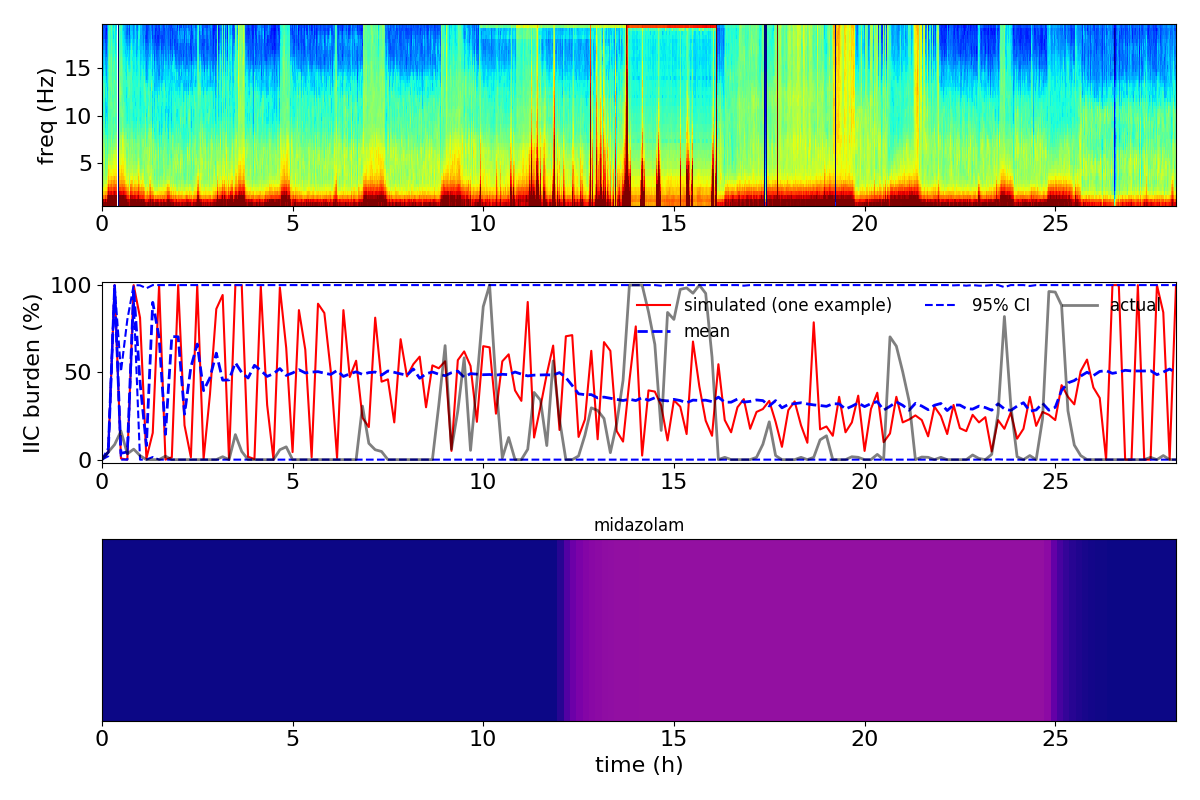 freq (Hz)
15
10
5
0 5 10 15 20 25
IIC burden (%)
100
50
0
simulated (one example) 95% CI actual
mean
0 5 10 15 20 25
midazolam
0 5 10 15 20 25
time (h)